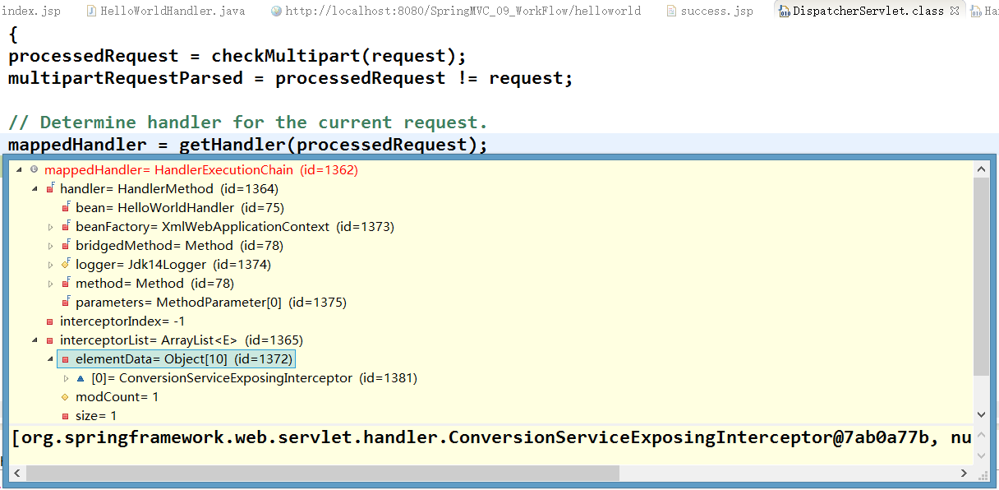 index.jsp HelloWorldHandler.java http://localhost:8080/SpringMVC_09_WorkFlow/helloworld success.jsp DispatcherServlet.class Ha
{
processedRequest = checkMultipart(request);
multipartRequestParsed = processedRequest != request;
// Determine handler for the current request.
mappedHandler = getHandler(processedRequest);
mappedHandler= HandlerExecutionChain (id=1362)
handler= HandlerMethod (id=1364)
bean= HelloWorldHandler (id=75)
beanFactory= XmlWebApplicationContext (id=1373)
bridgedMethod= Method (id=78)
logger= Jdk14Logger (id=1374)
method= Method (id=78)
parameters= MethodParameter[0] (id=1375)
interceptorIndex= -1
interceptorList= ArrayList<E> (id=1365)
elementData= Object[10] (id=1372)
[0]= ConversionServiceExposingInterceptor (id=1381)
modCount= 1
size= 1
[org.springframework.web.servlet.handler.ConversionServiceExposingInterceptor@7ab0a77b, nu